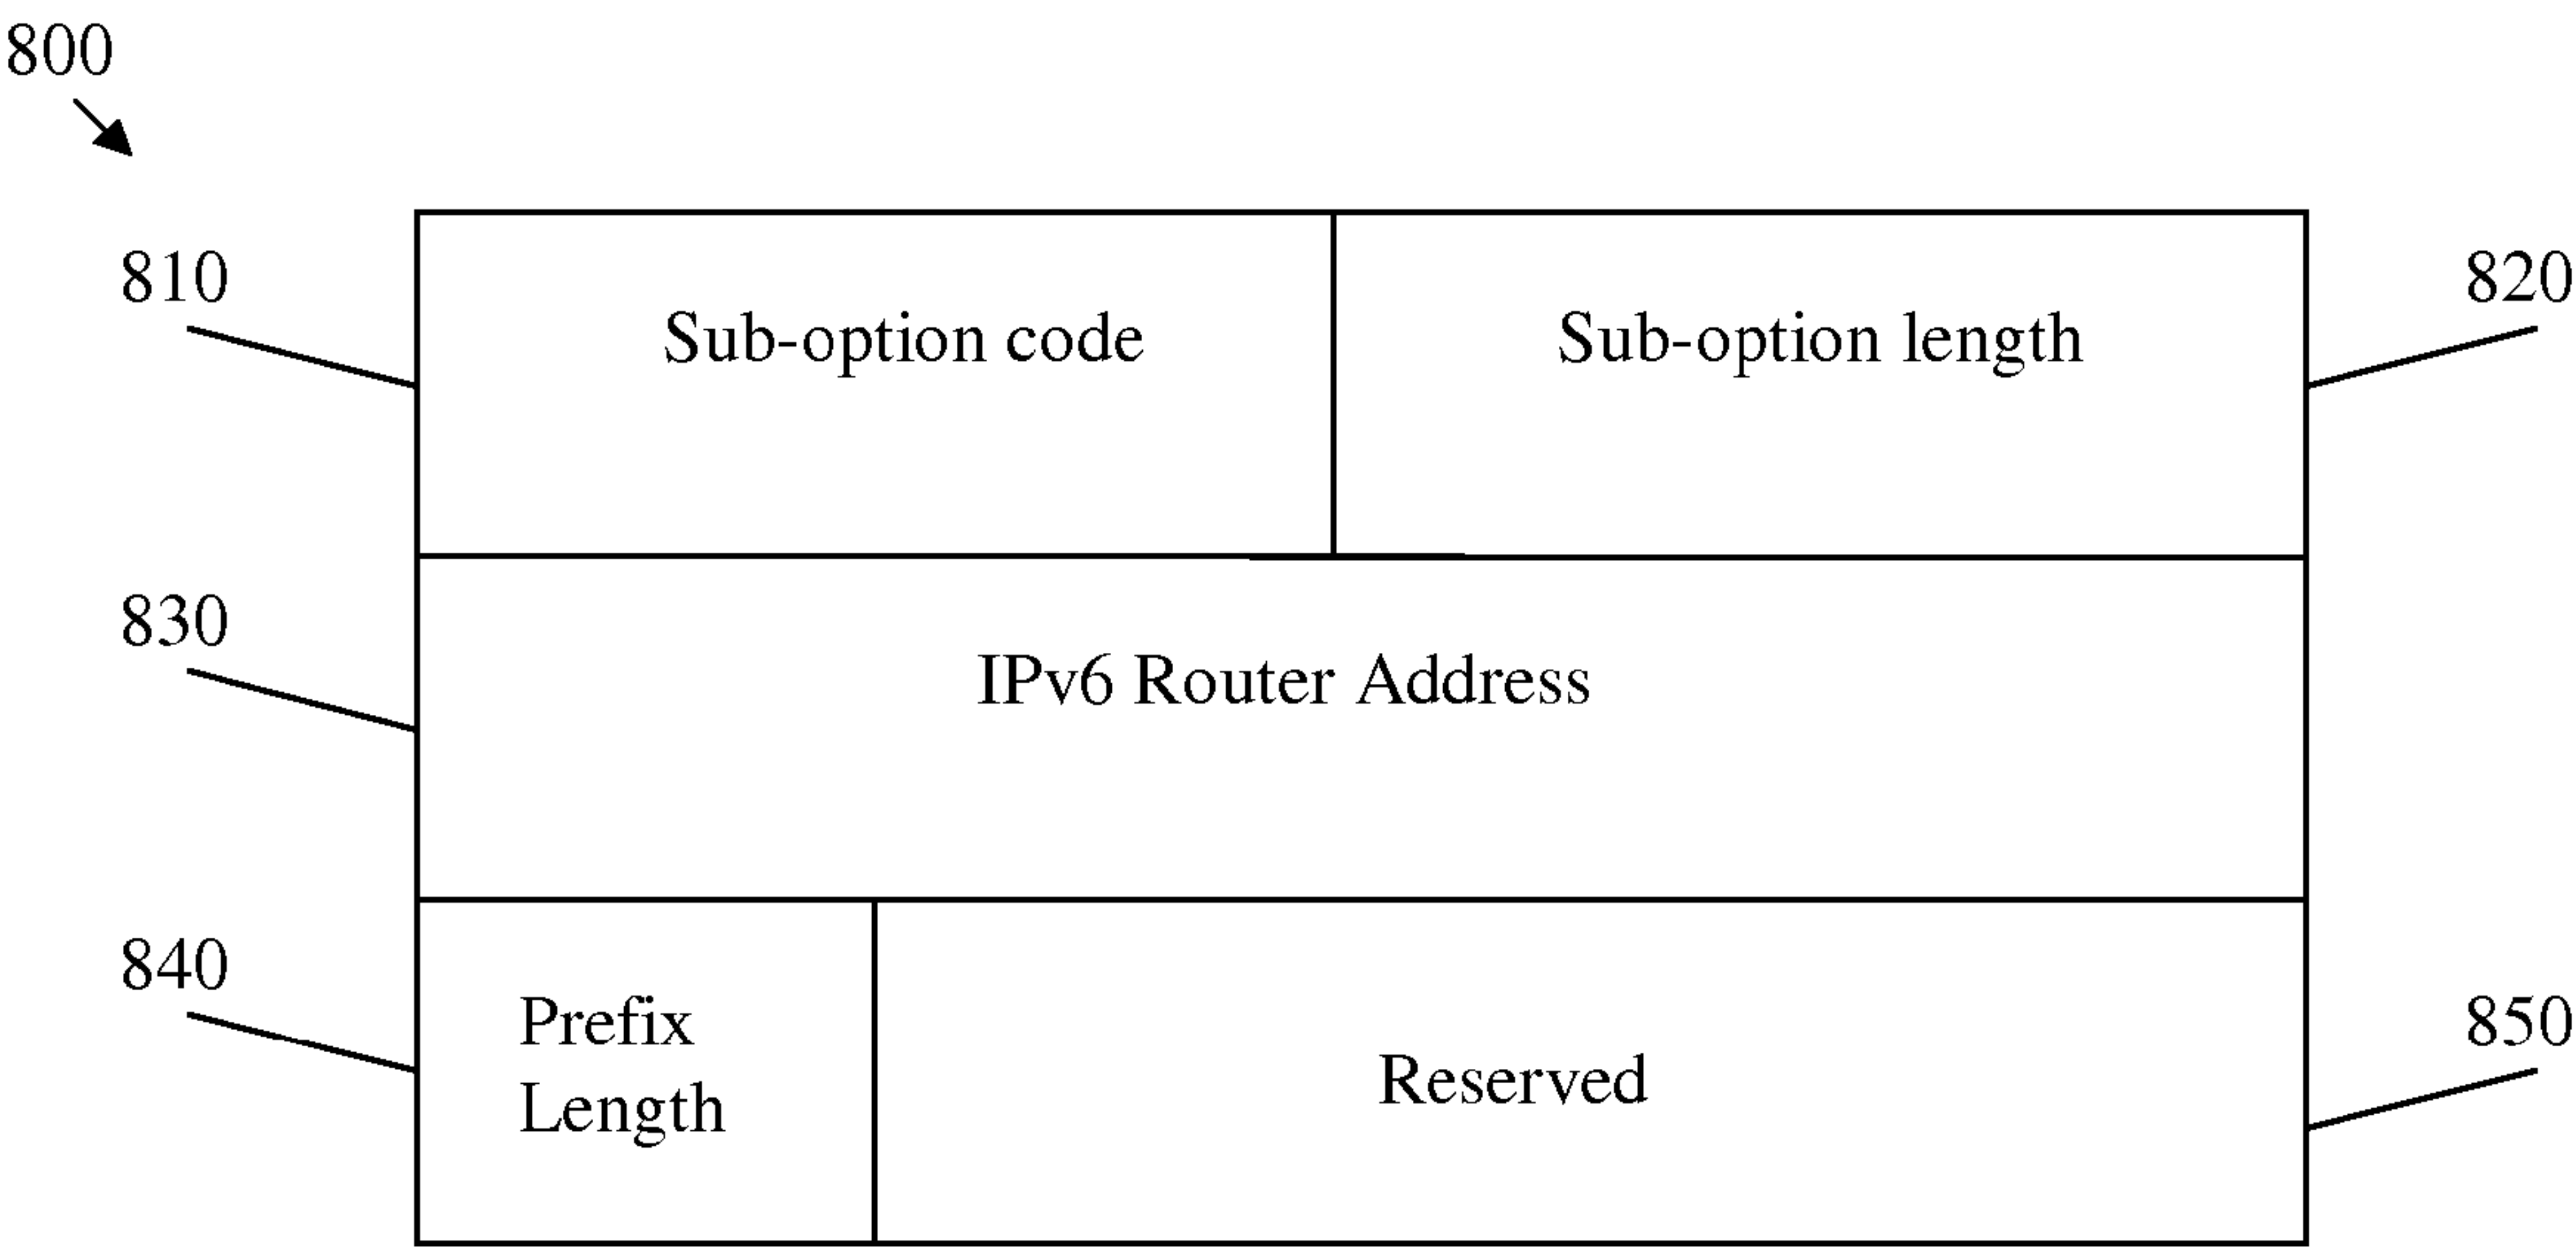 800
810
Sub-option code
Sub-option length
820
830
IPv6 Router Address
840
Prefix
Length
Reserved
850